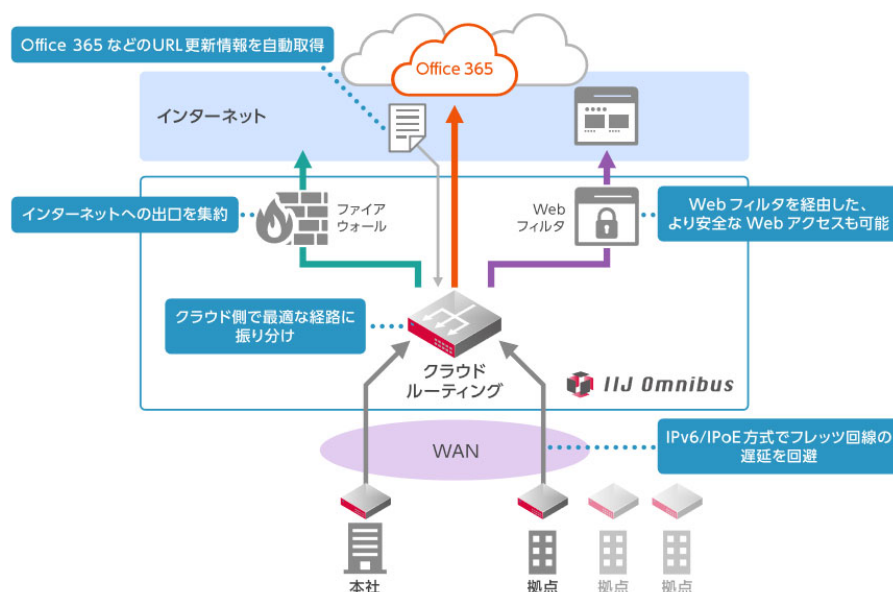 Office 365などのURL更新情報を自動取得
Office 365
インターネット
インターネットへの出口を集約
ファイア
ウォール
Web
フィルタ
Webフィルタを経由した、
より安全なWebアクセスも可能
クラウド側で最適な経路に
振り分け
クラウド
ルーティング
IIJ Omnibus
WAN
IPv6/IPoE方式でフレッツ回線の
遅延を回避
本社
拠点
拠点
拠点